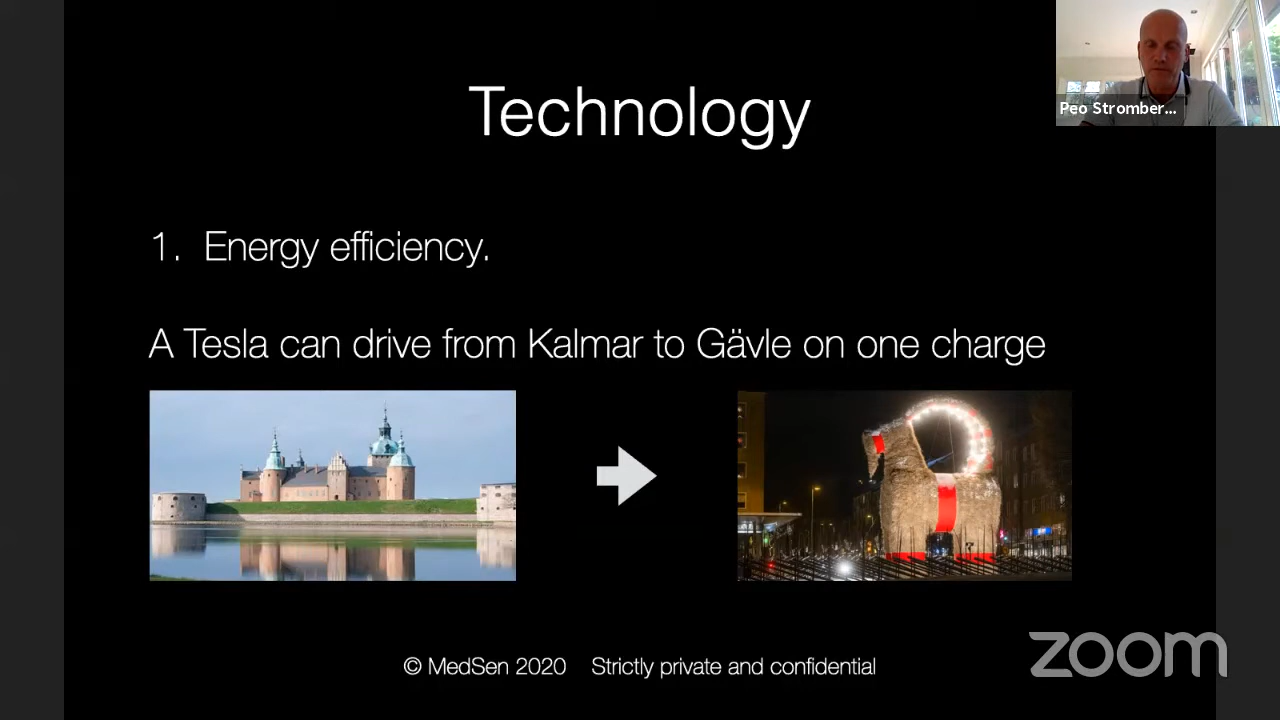 Technology
Peo Stromber...
1. Energy efficiency.
A Tesla can drive from Kalmar to Gävle on one charge
© MedSen 2020 Strictly private and confidential
zoom